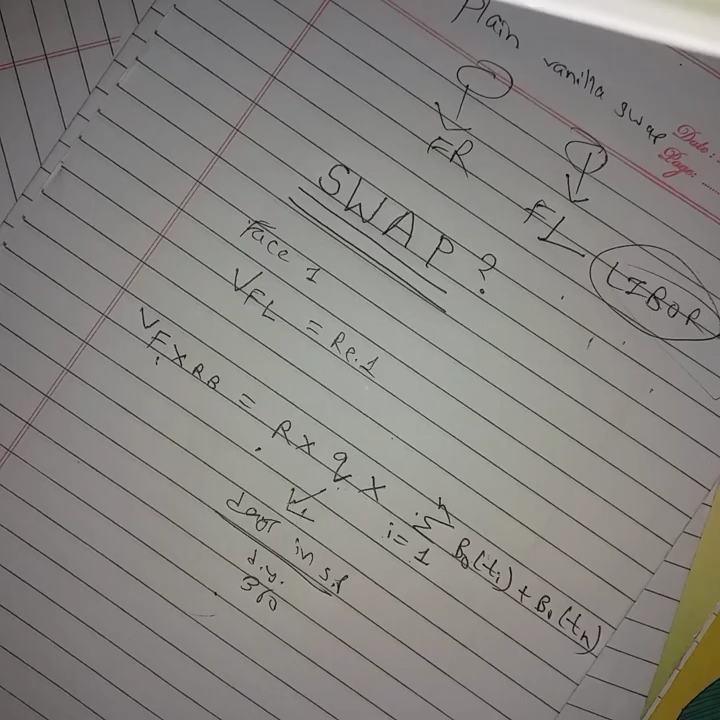 Plain vanilla swap
Date:
Page:
FR
FL
LIBOR
SWAP?
Face 1
VFL = Re.1
VFXRB = R × q × n Σ i=1 B0(ti) + B0(tn)
days in s.p
360